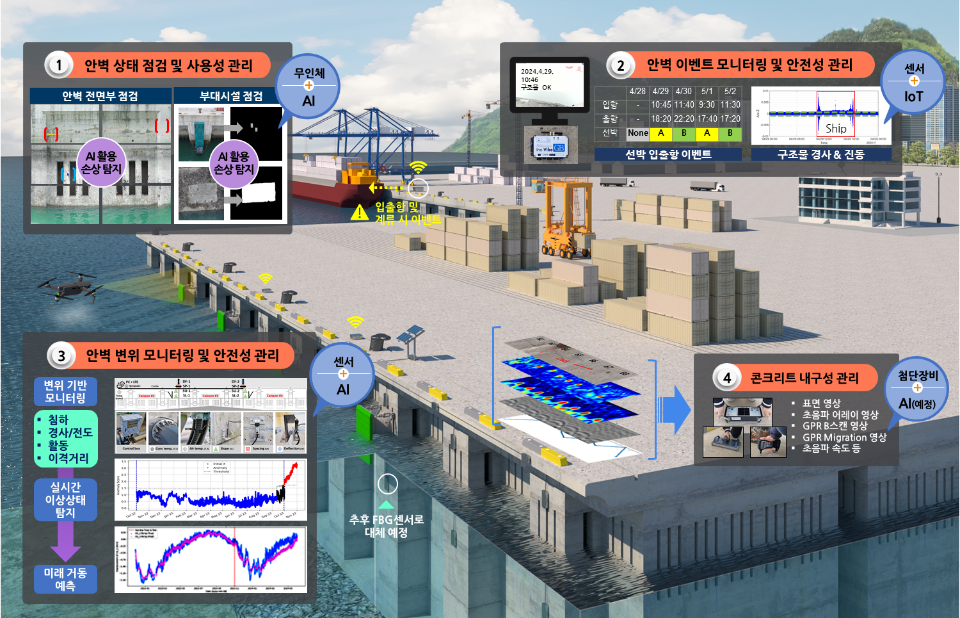 1
안벽 상태 점검 및 사용성 관리
무인체
+
AI
안벽 전면부 점검
부대시설 점검
AI 활용
손상 탐지
AI 활용
손상 탐지
2
안벽 이벤트 모니터링 및 안전성 관리
센서
+
IoT
2024.4.29.
10:46
구조물 OK
4/28 4/29 4/30 5/1 5/2
입항 - 10:45 11:40 9:30 11:30
출항 - 18:20 22:20 17:40 17:20
선박 None A B A B
선박 입출항 이벤트
Ship
구조물 경사 & 진동
입출항 및
계류 시 이벤트
3
안벽 변위 모니터링 및 안전성 관리
센서
+
AI
변위 기반
모니터링
• 침하
• 경사/전도
• 활동
• 이격거리
실시간
이상상태
탐지
미래 거동
예측
추후 FBG센서로
대체 예정
4
콘크리트 내구성 관리
첨단장비
+
AI(예정)
• 표면 영상
• 초음파 어레이 영상
• GPR B스캔 영상
• GPR Migration 영상
• 초음파 속도 등